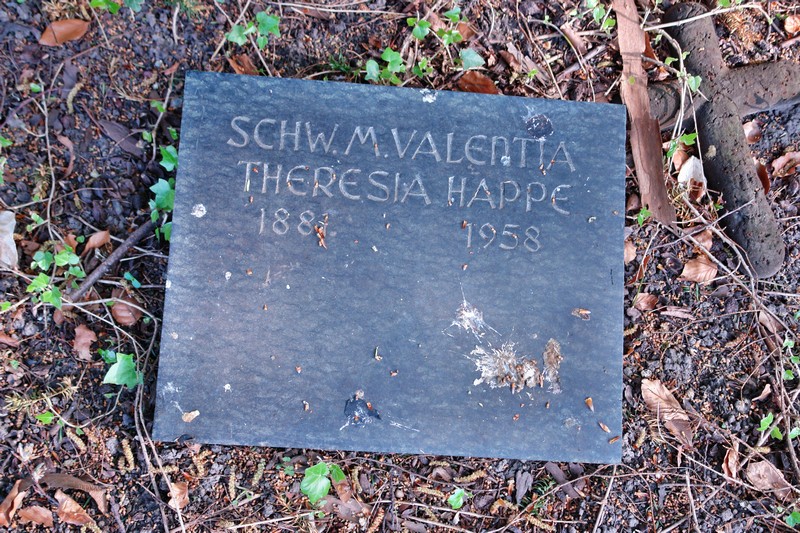 SCHW. M. VALENTIA
THERESIA HAPPE
1958